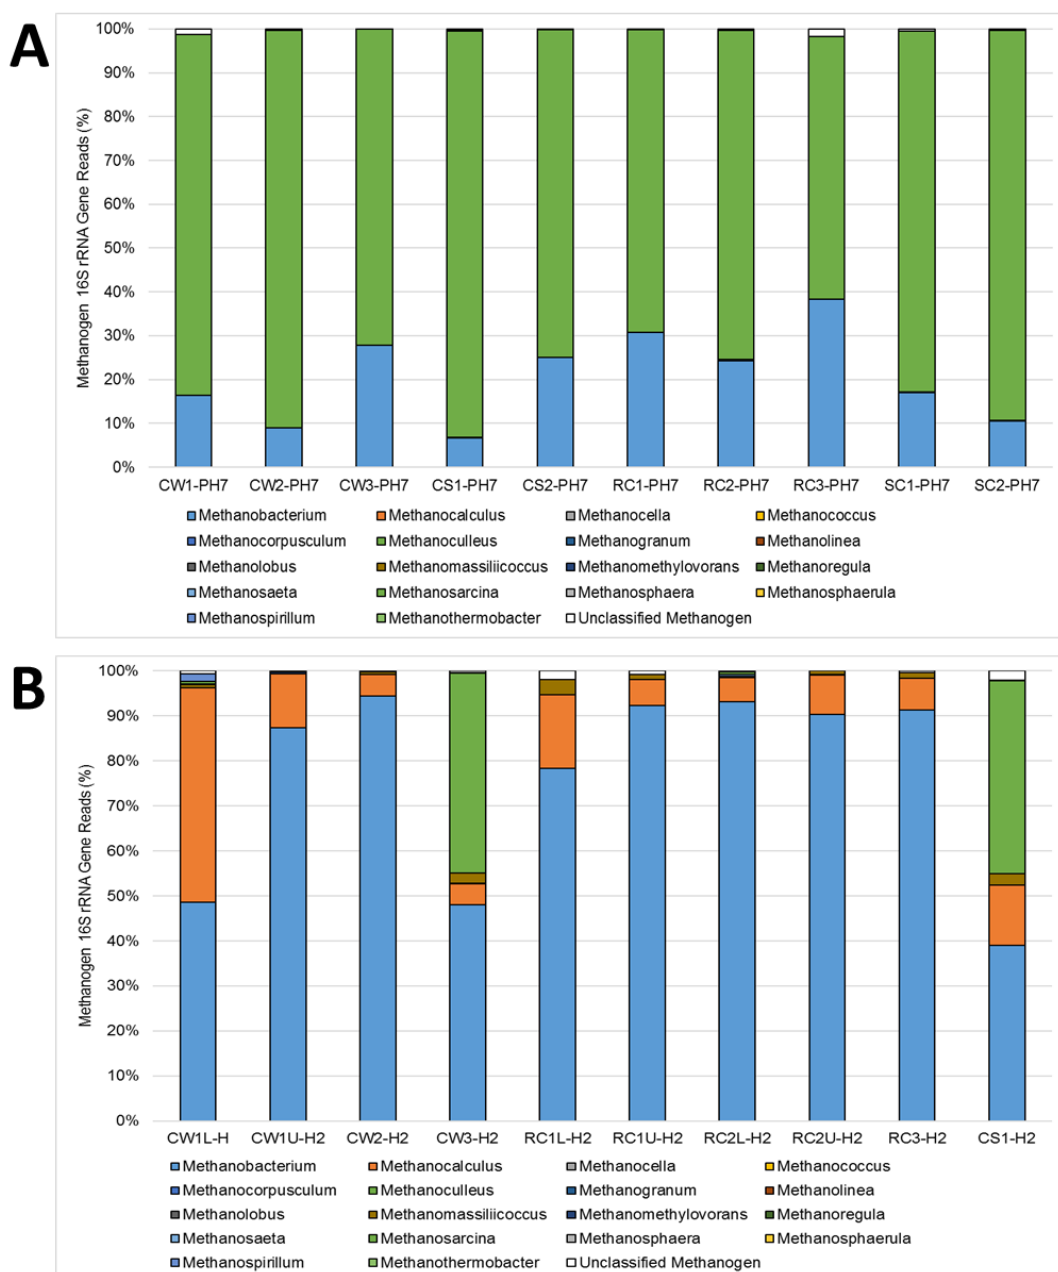 A
Methanogen 16S rRNA Gene Reads (%)
100%
90%
80%
70%
60%
50%
40%
30%
20%
10%
0%
CW1-PH7 CW2-PH7 CW3-PH7 CS1-PH7 CS2-PH7 RC1-PH7 RC2-PH7 RC3-PH7 SC1-PH7 SC2-PH7
Methanobacterium Methanocalculus Methanocella Methanococcus
Methanocorpusculum Methanoculleus Methanogranum Methanolinea
Methanolobus Methanomassiliicoccus Methanomethylovorans Methanoregula
Methanosaeta Methanosarcina Methanosphaera Methanosphaerula
Methanospirillum Methanothermobacter Unclassified Methanogen
B
Methanogen 16S rRNA Gene Reads (%)
100%
90%
80%
70%
60%
50%
40%
30%
20%
10%
0%
CW1L-H CW1U-H2 CW2-H2 CW3-H2 RC1L-H2 RC1U-H2 RC2L-H2 RC2U-H2 RC3-H2 CS1-H2
Methanobacterium Methanocalculus Methanocella Methanococcus
Methanocorpusculum Methanoculleus Methanogranum Methanolinea
Methanolobus Methanomassiliicoccus Methanomethylovorans Methanoregula
Methanosaeta Methanosarcina Methanosphaera Methanosphaerula
Methanospirillum Methanothermobacter Unclassified Methanogen